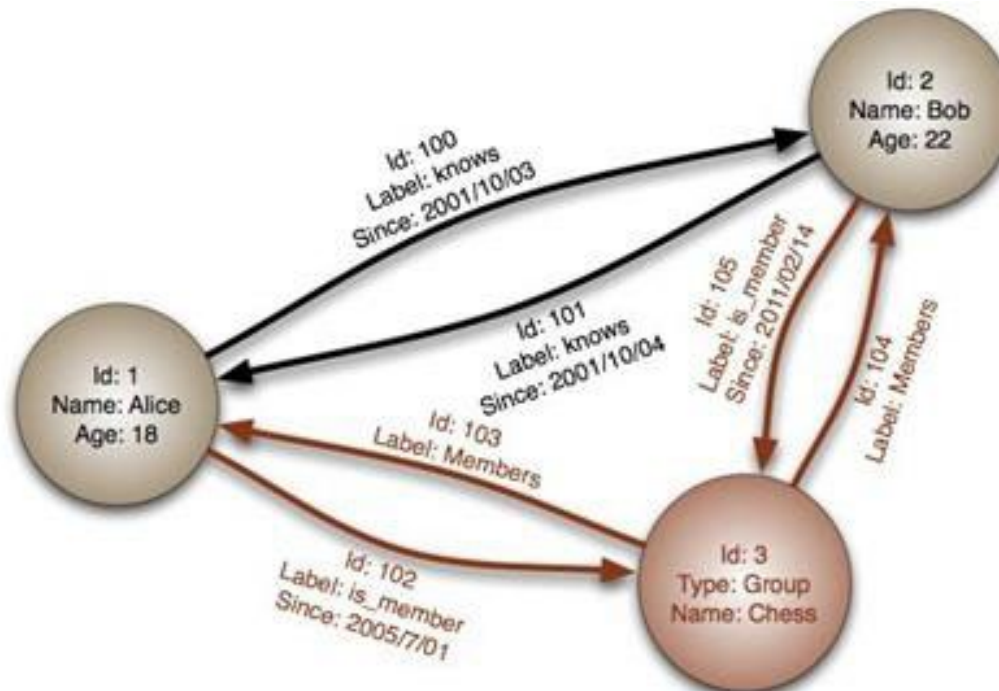 Id: 2
Name: Bob
Age: 22
Id: 100
Label: knows
Since: 2001/10/03
Id: 101
Label: knows
Since: 2001/10/04
Id: 105
Label: is_member
Since: 2011/02/14
Id: 104
Label: Members
Id: 1
Name: Alice
Age: 18
Id: 103
Label: Members
Id: 102
Label: is_member
Since: 2005/7/01
Id: 3
Type: Group
Name: Chess